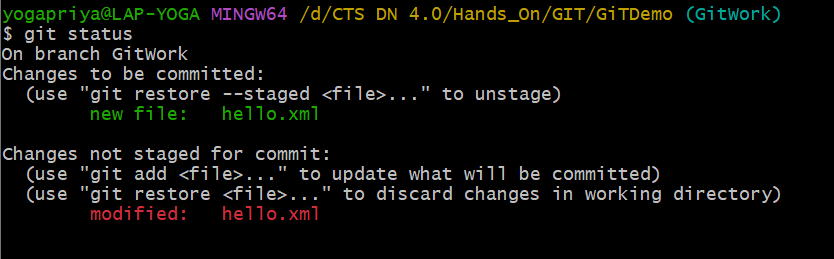 yogapriya@LAP-YOGA MINGW64 /d/CTS DN 4.0/Hands_On/GIT/GiTDemo (GitWork)
$ git status
On branch GitWork
Changes to be committed:
  (use "git restore --staged <file>..." to unstage)
        new file:   hello.xml

Changes not staged for commit:
  (use "git add <file>..." to update what will be committed)
  (use "git restore <file>..." to discard changes in working directory)
        modified:   hello.xml